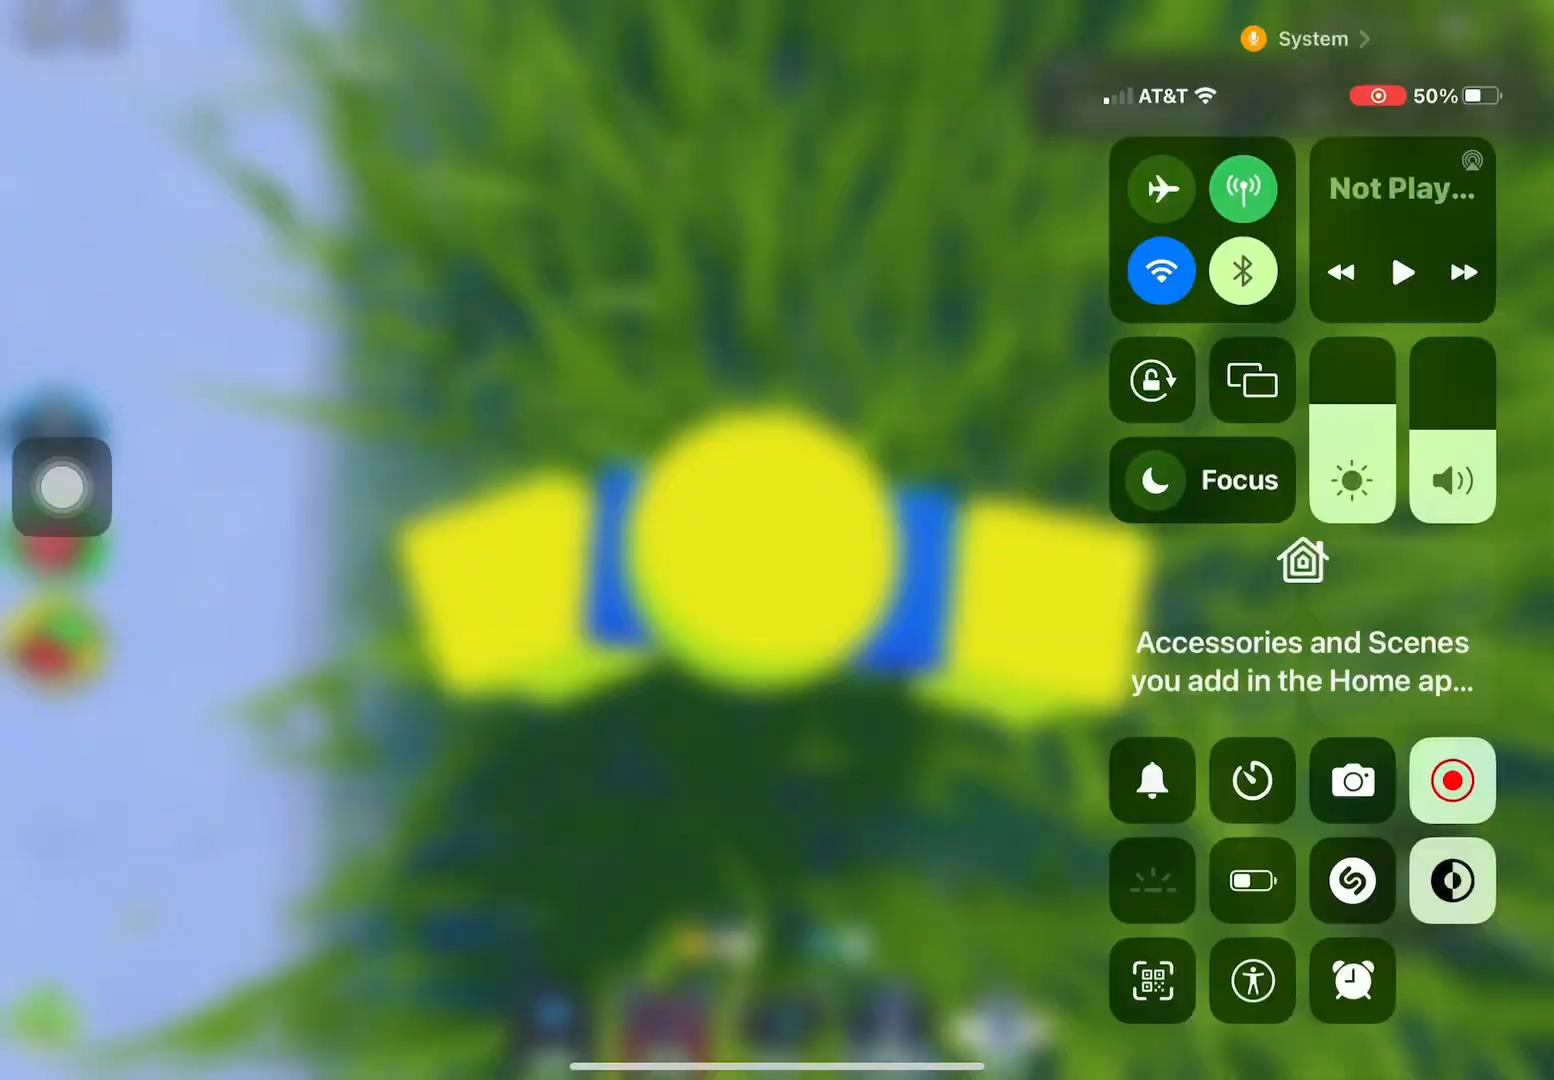 System
AT&T
50%
Not Play...
Focus
Accessories and Scenes
you add in the Home ap...